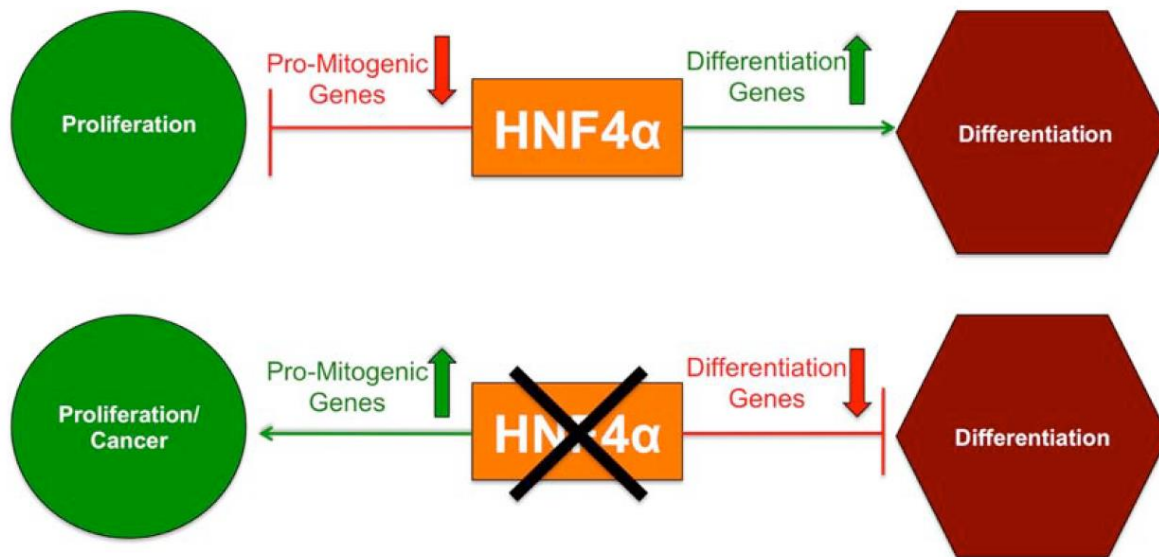 Proliferation
Pro-Mitogenic
Genes
HNF4α
Differentiation
Genes
Differentiation
Proliferation/
Cancer
Pro-Mitogenic
Genes
HNF4α
Differentiation
Genes
Differentiation